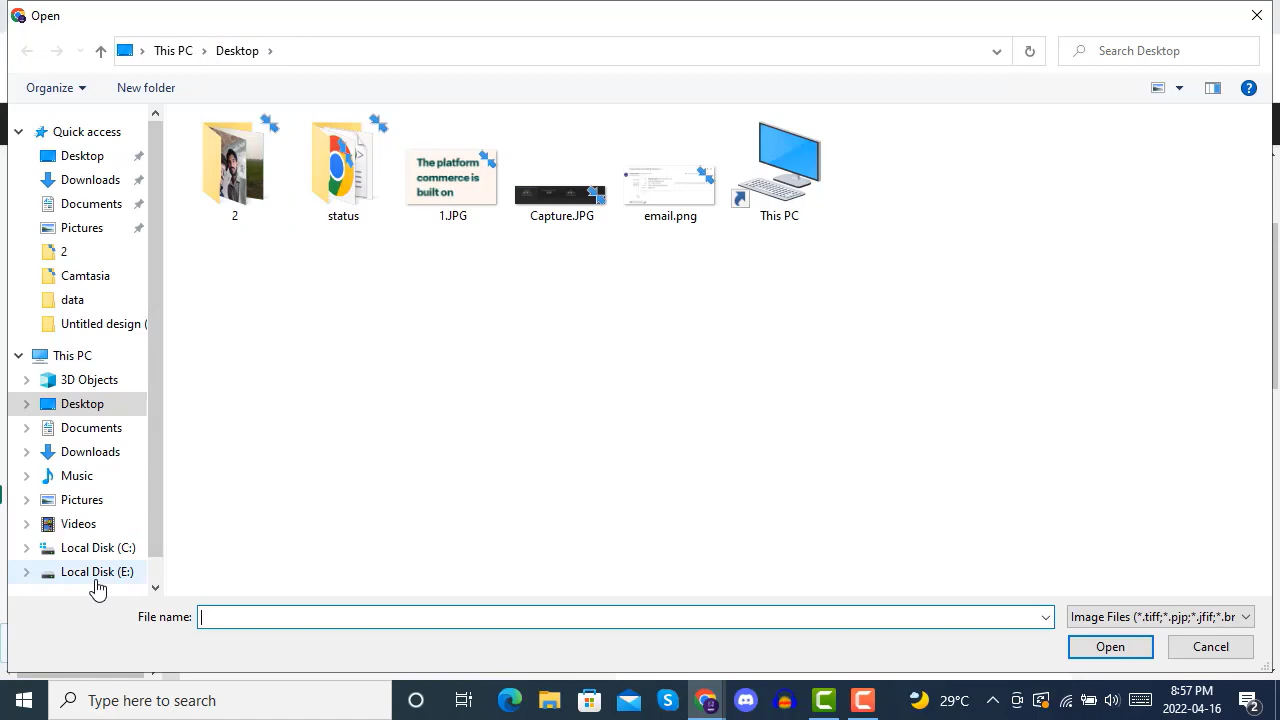 Open
This PC
Desktop
Search Desktop
Organize
New folder
Quick access
Desktop
Downloads
Documents
Pictures
2
Camtasia
data
Untitled design (
This PC
3D Objects
Desktop
Documents
Downloads
Music
Pictures
Videos
Local Disk (C:)
Local Disk (E:)
The platform
commerce is
built on
2
status
1.JPG
Capture.JPG
email.png
This PC
File name:
Image Files (*.tiff;*.pjp;*.jfif;*.br
Open
Cancel
Type here to search
29°C
8:57 PM
2022-04-16
2